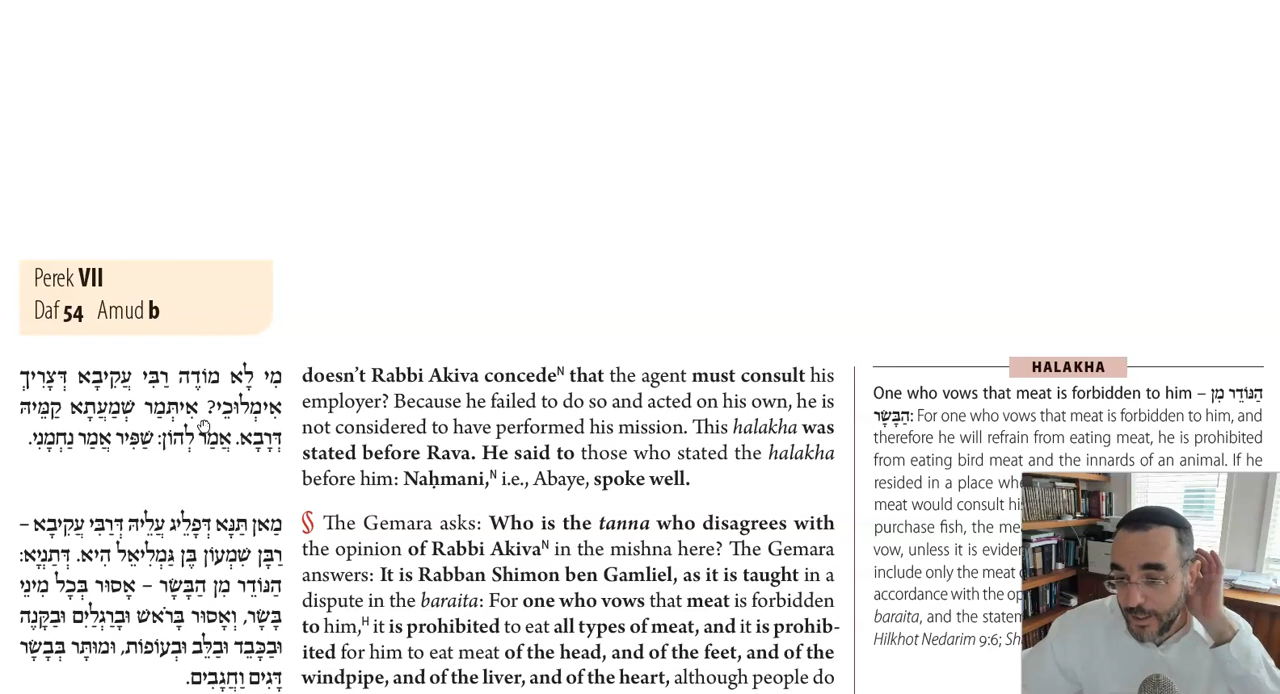 Perek VII
Daf 54 Amud b
מִי לָא מוֹדֶה רַבִּי עֲקִיבָא דְּצָרִיךְ
אִימְלוֹכֵי? אִיתְּמַר שְׁמַעְתָּא קַמֵּיהּ
דְּרָבָא. אֲמַר לְהוֹן: שַׁפִּיר אֲמַר נַחְמָנִי.
מַאן תַּנָּא דְּפָלֵיג עֲלֵיהּ דְּרַבִּי עֲקִיבָא –
רַבָּן שִׁמְעוֹן בֶּן גַּמְלִיאֵל הִיא. דְּתַנְיָא:
הַנּוֹדֵר מִן הַבָּשָׂר – אָסוּר בְּכָל מִינֵי
בָּשָׂר, וְאָסוּר בְּרֹאשׁ וּבְרַגְלַיִם וּבְקָנֶה
וּבְכָבֵד וּבְלֵב וּבְעוֹפוֹת, וּמוּתָּר בִּבְשַׂר
דָּגִים וַחֲגָבִים.
doesn't Rabbi Akiva concedeᴺ that the agent must consult his
employer? Because he failed to do so and acted on his own, he is
not considered to have performed his mission. This halakha was
stated before Rava. He said to those who stated the halakha
before him: Naḥmani,ᴺ i.e., Abaye, spoke well.
§ The Gemara asks: Who is the tanna who disagrees with
the opinion of Rabbi Akivaᴺ in the mishna here? The Gemara
answers: It is Rabban Shimon ben Gamliel, as it is taught in a
dispute in the baraita: For one who vows that meat is forbidden
to him,ᴴ it is prohibited to eat all types of meat, and it is prohib-
ited for him to eat meat of the head, and of the feet, and of the
windpipe, and of the liver, and of the heart, although people do
HALAKHA
One who vows that meat is forbidden to him – הַנּוֹדֵר מִן
הַבָּשָׂר: For one who vows that meat is forbidden to him, and
therefore he will refrain from eating meat, he is prohibited
from eating bird meat and the innards of an animal. If he
resided in a place
meat would consult
purchase fish, the
vow, unless it is
include only the meat
accordance with the
baraita, and the
Hilkhot Nedarim 9:6;